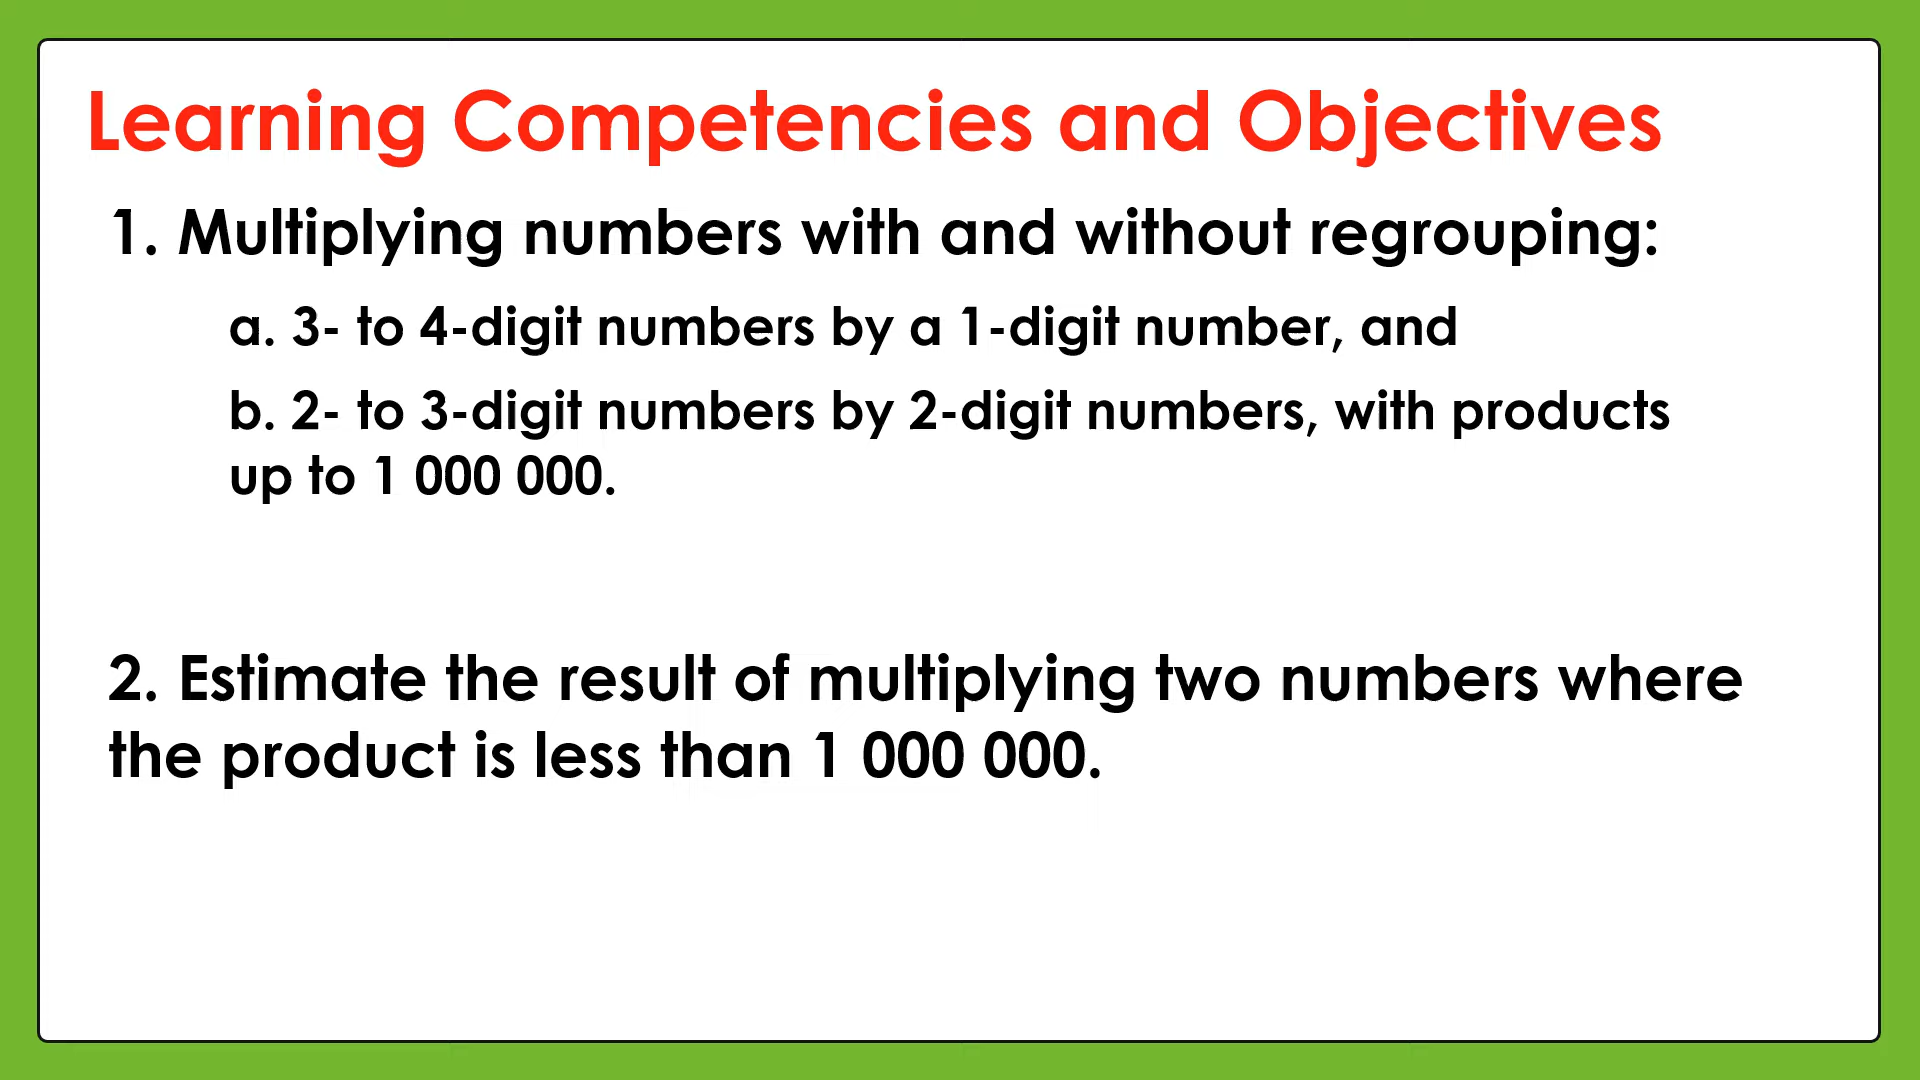 Learning Competencies and Objectives
1. Multiplying numbers with and without regrouping:
a. 3- to 4-digit numbers by a 1-digit number, and
b. 2- to 3-digit numbers by 2-digit numbers, with products
up to 1 000 000.
2. Estimate the result of multiplying two numbers where
the product is less than 1 000 000.